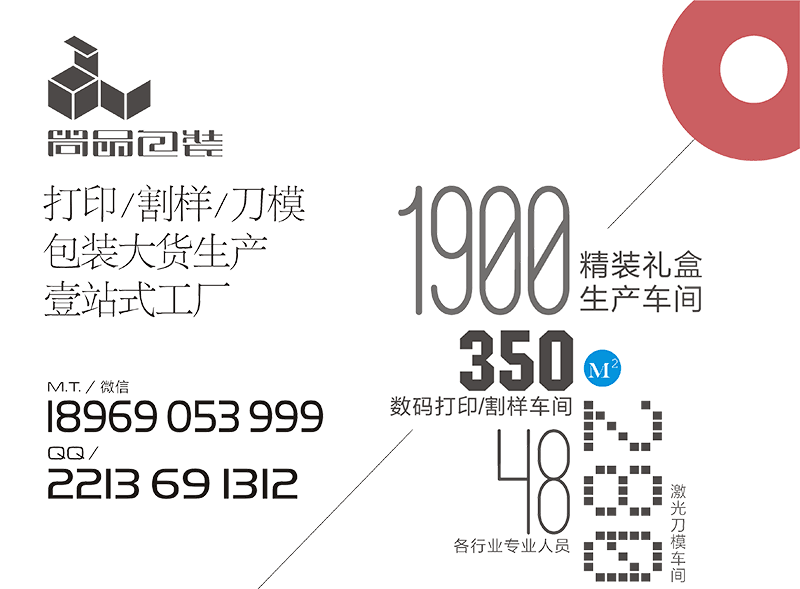 尚品包装
打印/割样/刀模
包装大货生产
壹站式工厂
M.T. / 微信
18969 053 999
QQ /
2213 69 1312
1900
精装礼盒
生产车间
350
M²
数码打印/割样车间
48
各行业专业人员
280
激光刀模车间